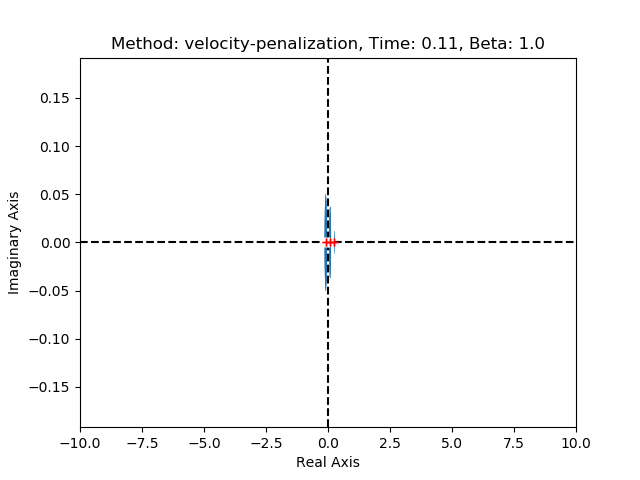 Method: velocity-penalization, Time: 0.11, Beta: 1.0
Imaginary Axis
0.15
0.10
0.05
0.00
−0.05
−0.10
−0.15
−10.0 −7.5 −5.0 −2.5 0.0 2.5 5.0 7.5 10.0
Real Axis